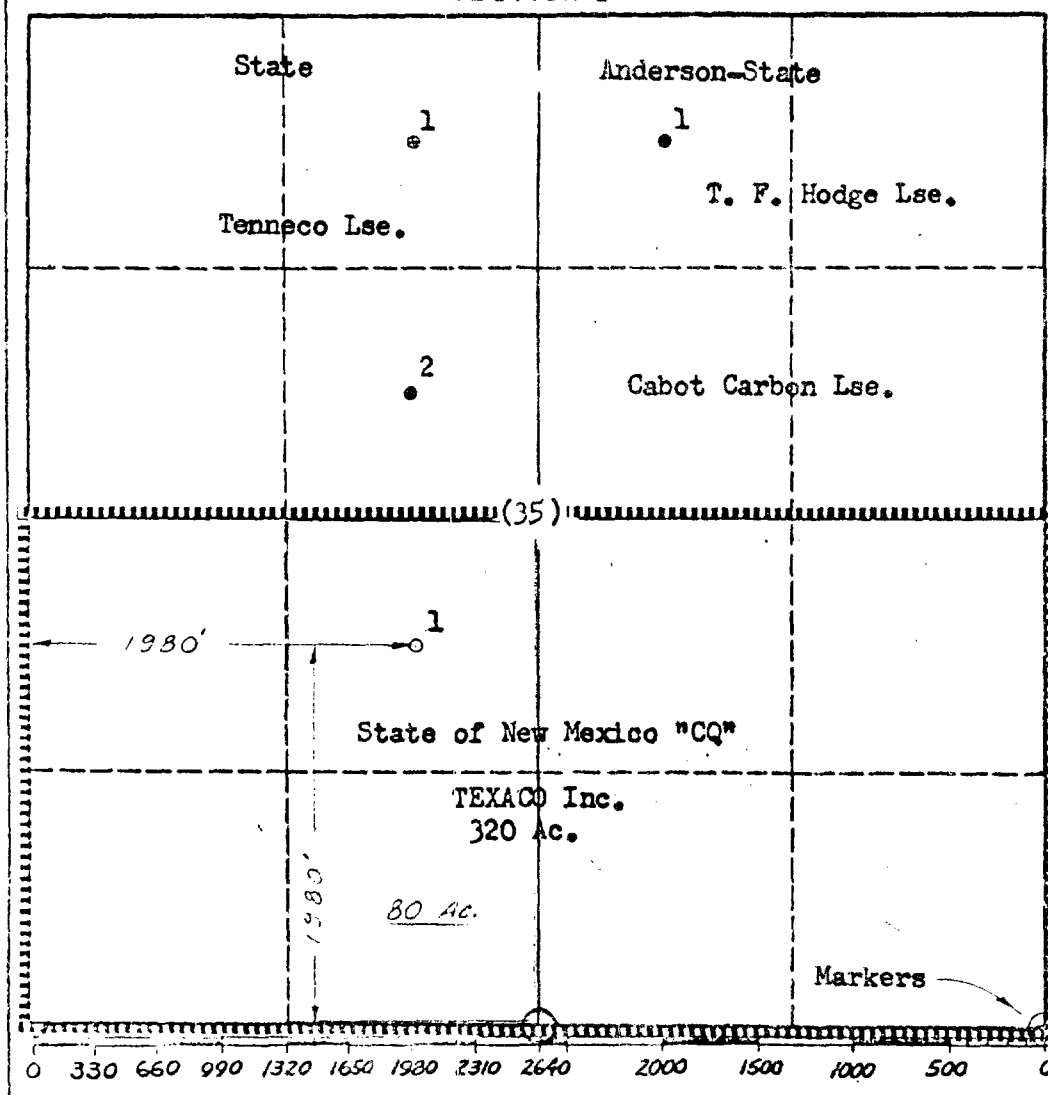 State Anderson-State
1 1
T. F. Hodge Lse.
Tenneco Lse.
2
Cabot Carbon Lse.
(35)
1980' 1
State of New Mexico "CQ"
TEXACO Inc.
320 Ac.
1980'
80 Ac.
Markers
0 330 660 990 1320 1650 1980 2310 2640 2000 1500 1000 500 0